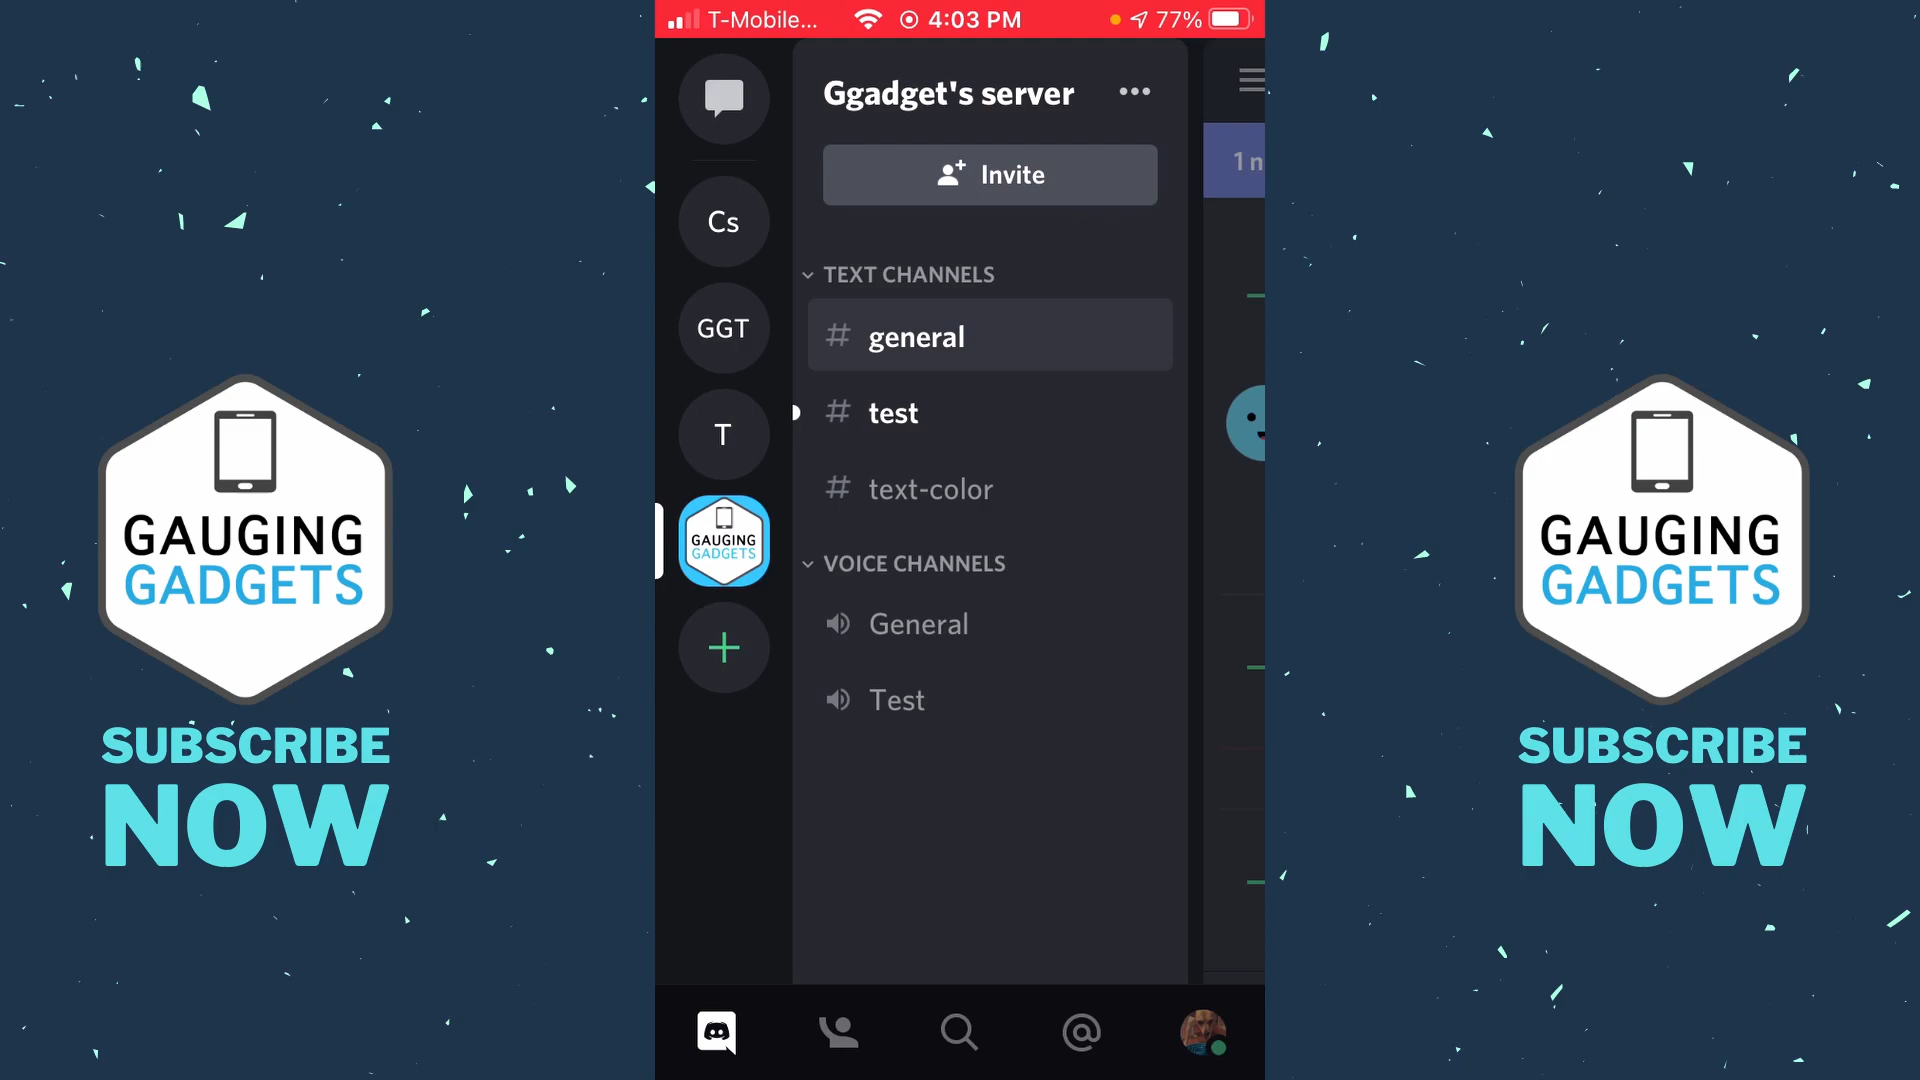 T-Mobile...
4:03 PM
77%
Ggadget's server
Invite
1 n
Cs
GGT
T
GAUGING
GADGETS
TEXT CHANNELS
# general
# test
# text-color
VOICE CHANNELS
General
Test
GAUGING
GADGETS
SUBSCRIBE
NOW
GAUGING
GADGETS
SUBSCRIBE
NOW